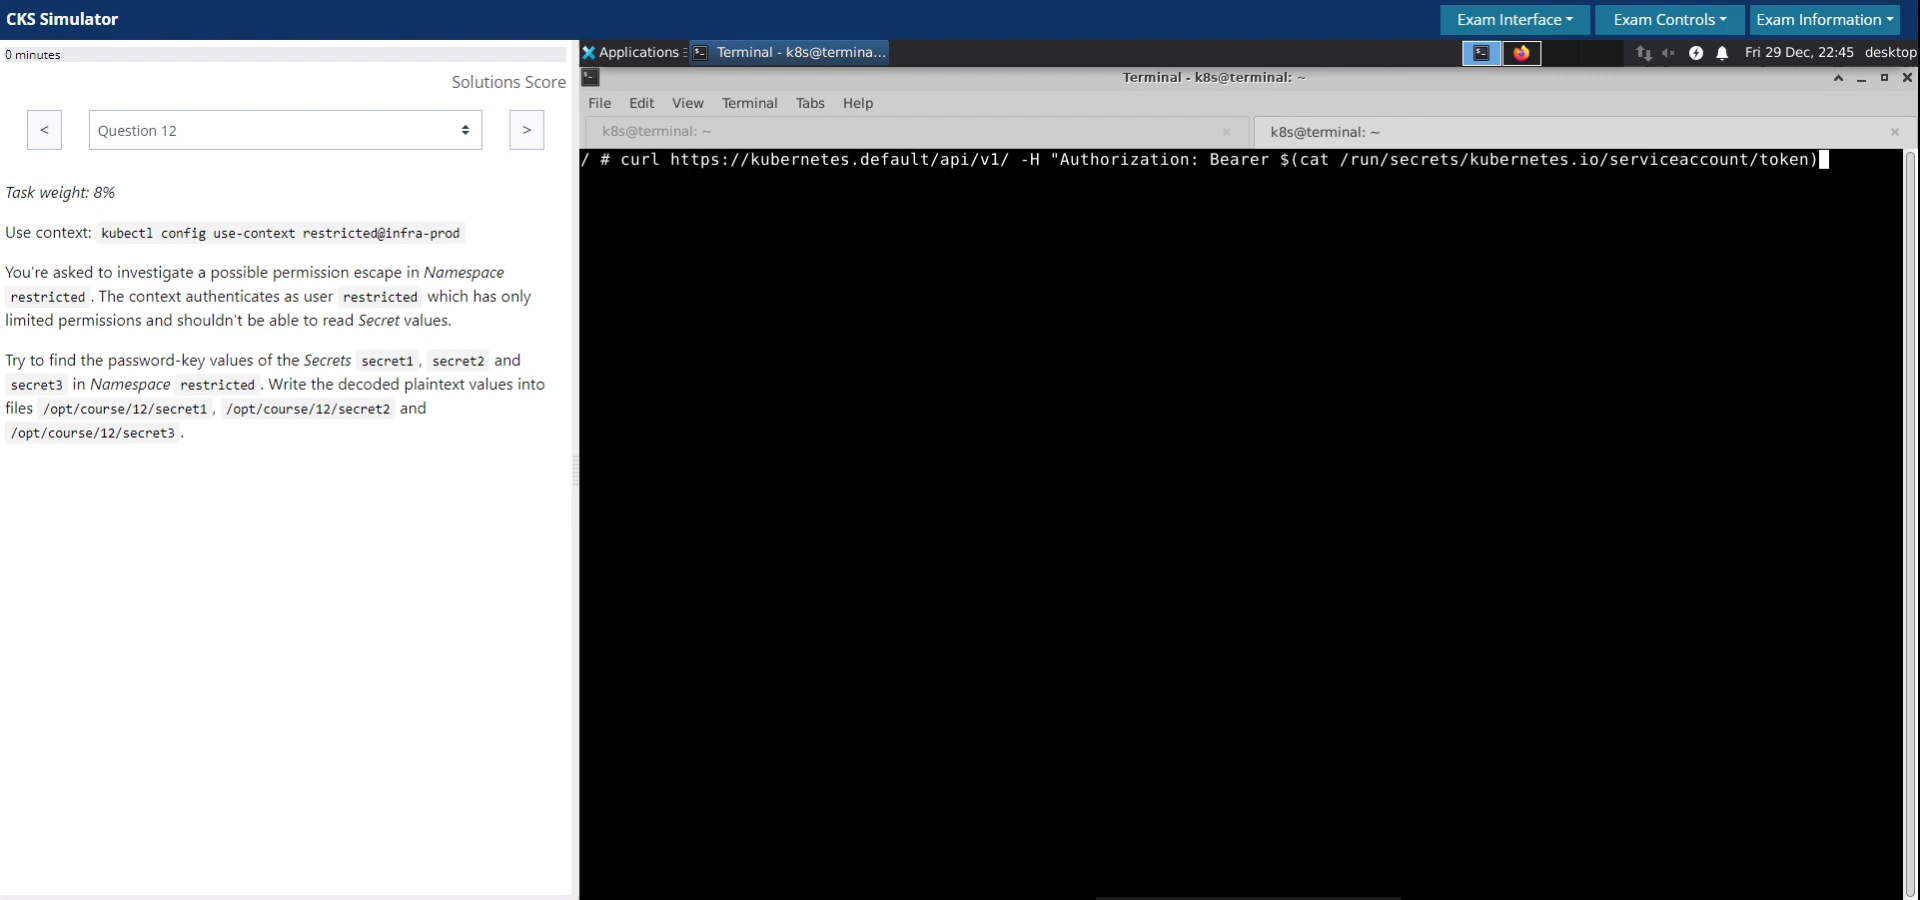 CKS Simulator
Exam Interface
Exam Controls
Exam Information
0 minutes
Solutions Score
<
Question 12
>
Task weight: 8%
Use context: kubectl config use-context restricted@infra-prod
You're asked to investigate a possible permission escape in Namespace
restricted. The context authenticates as user restricted which has only
limited permissions and shouldn't be able to read Secret values.
Try to find the password-key values of the Secrets secret1, secret2 and
secret3 in Namespace restricted. Write the decoded plaintext values into
files /opt/course/12/secret1, /opt/course/12/secret2 and
/opt/course/12/secret3.
Applications
Terminal - k8s@termina...
Fri 29 Dec, 22:45
desktop
Terminal - k8s@terminal: ~
File Edit View Terminal Tabs Help
k8s@terminal: ~
k8s@terminal: ~
/ # curl https://kubernetes.default/api/v1/ -H "Authorization: Bearer $(cat /run/secrets/kubernetes.io/serviceaccount/token)